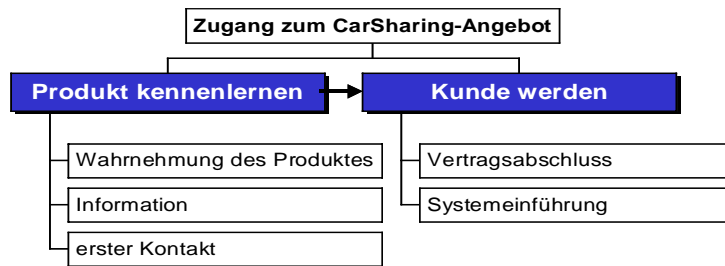 Zugang zum CarSharing-Angebot
Produkt kennenlernen
Kunde werden
Wahrnehmung des Produktes
Vertragsabschluss
Information
Systemeinführung
erster Kontakt